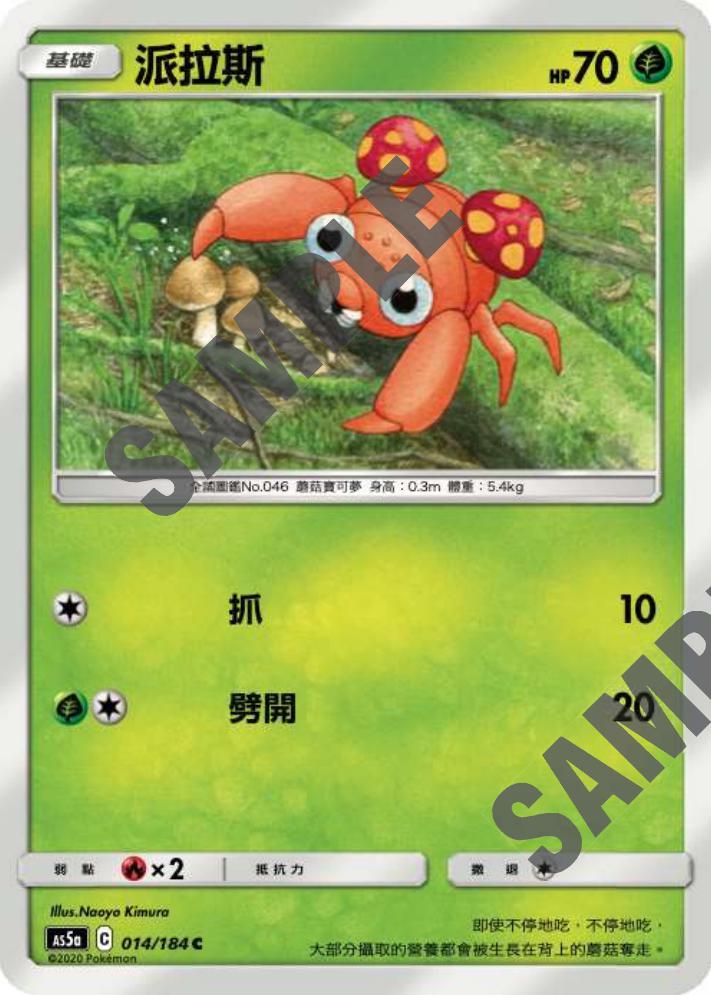 基礎 派拉斯 HP70
SAMPLE
全國圖鑑No.046 蘑菇寶可夢 身高：0.3m 體重：5.4kg
抓 10
劈開 20
SAMPL
弱點 ×2 抵抗力 撤退
Illus.Naoyo Kimura
AS5a C 014/184 C
©2020 Pokémon
即使不停地吃，不停地吃，
大部分攝取的營養都會被生長在背上的蘑菇奪走。